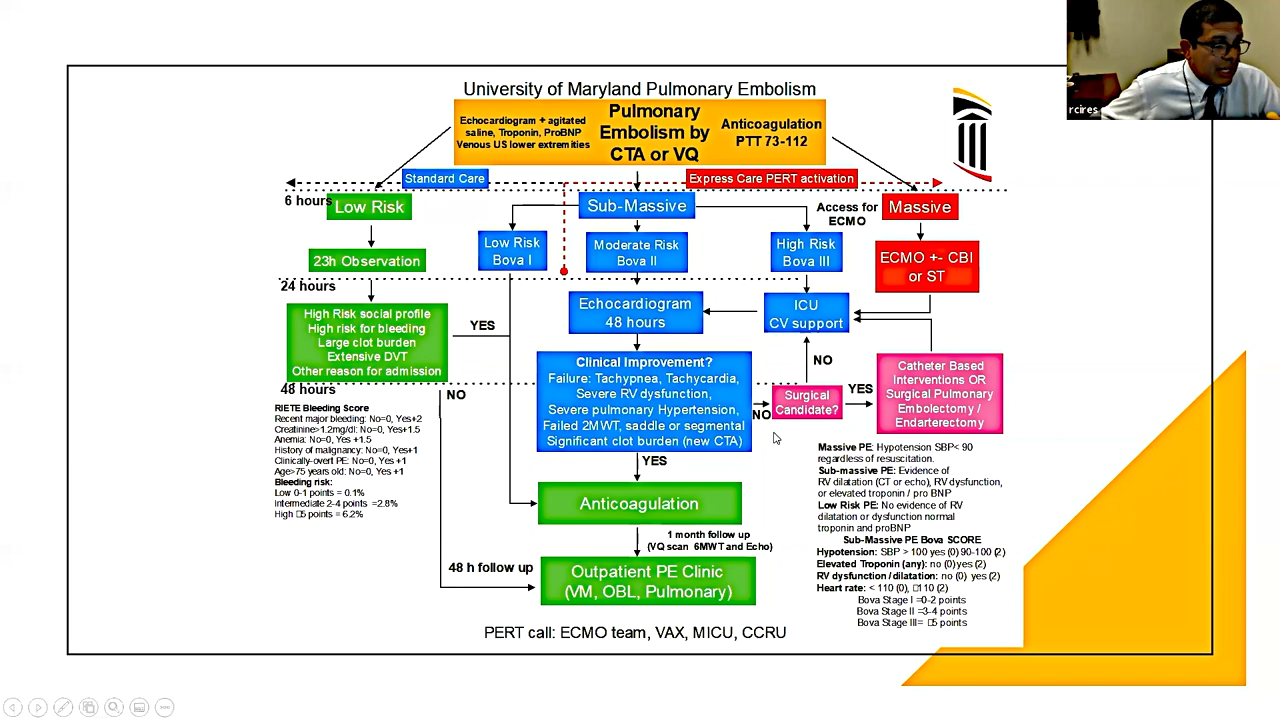 University of Maryland Pulmonary Embolism
Echocardiogram + agitated
saline, Troponin, ProBNP
Venous US lower extremities
Pulmonary
Embolism by
CTA or VQ
Anticoagulation
PTT 73-112
rcires
Standard Care
Express Care PERT activation
6 hours
Low Risk
Sub-Massive
Access for
ECMO
Massive
23h Observation
Low Risk
Bova I
Moderate Risk
Bova II
High Risk
Bova III
ECMO +- CBI
or ST
24 hours
High Risk social profile
High risk for bleeding
Large clot burden
Extensive DVT
Other reason for admission
YES
Echocardiogram
48 hours
ICU
CV support
48 hours
NO
Clinical Improvement?
Failure: Tachypnea, Tachycardia,
Severe RV dysfunction,
Severe pulmonary Hypertension,
Failed 2MWT, saddle or segmental
Significant clot burden (new CTA)
NO
NO
Surgical
Candidate?
YES
Catheter Based
Interventions OR
Surgical Pulmonary
Embolectomy /
Endarterectomy
RIETE Bleeding Score
Recent major bleeding: No=0, Yes+2
Creatinine>1.2mg/dl: No=0, Yes+1.5
Anemia: No=0, Yes +1.5
History of malignancy: No=0, Yes+1
Clinically-overt PE: No=0, Yes +1
Age>75 years old: No=0, Yes +1
Bleeding risk:
Low 0-1 points = 0.1%
Intermediate 2-4 points =2.8%
High □5 points = 6.2%
YES
Anticoagulation
1 month follow up
(VQ scan 6MWT and Echo)
48 h follow up
Outpatient PE Clinic
(VM, OBL, Pulmonary)
Massive PE: Hypotension SBP< 90
regardless of resuscitation.
Sub-massive PE: Evidence of
RV dilatation (CT or echo), RV dysfunction,
or elevated troponin / pro BNP
Low Risk PE: No evidence of RV
dilatation or dysfunction normal
troponin and proBNP
Sub-Massive PE Bova SCORE
Hypotension: SBP > 100 yes (0) 90-100 (2)
Elevated Troponin (any): no (0) yes (2)
RV dysfunction / dilatation: no (0) yes (2)
Heart rate: < 110 (0), □110 (2)
Bova Stage I =0-2 points
Bova Stage II =3-4 points
Bova Stage III= □5 points
PERT call: ECMO team, VAX, MICU, CCRU